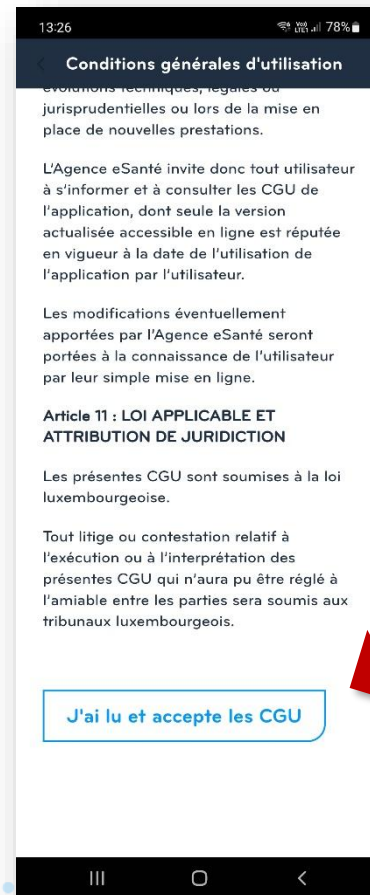 13:26
Vo) LTE1 78%
Conditions générales d'utilisation
évolutions techniques, légales ou
jurisprudentielles ou lors de la mise en
place de nouvelles prestations.
L'Agence eSanté invite donc tout utilisateur
à s'informer et à consulter les CGU de
l'application, dont seule la version
actualisée accessible en ligne est réputée
en vigueur à la date de l'utilisation de
l'application par l'utilisateur.
Les modifications éventuellement
apportées par l'Agence eSanté seront
portées à la connaissance de l'utilisateur
par leur simple mise en ligne.
Article 11 : LOI APPLICABLE ET
ATTRIBUTION DE JURIDICTION
Les présentes CGU sont soumises à la loi
luxembourgeoise.
Tout litige ou contestation relatif à
l'exécution ou à l'interprétation des
présentes CGU qui n'aura pu être réglé à
l'amiable entre les parties sera soumis aux
tribunaux luxembourgeois.
J'ai lu et accepte les CGU